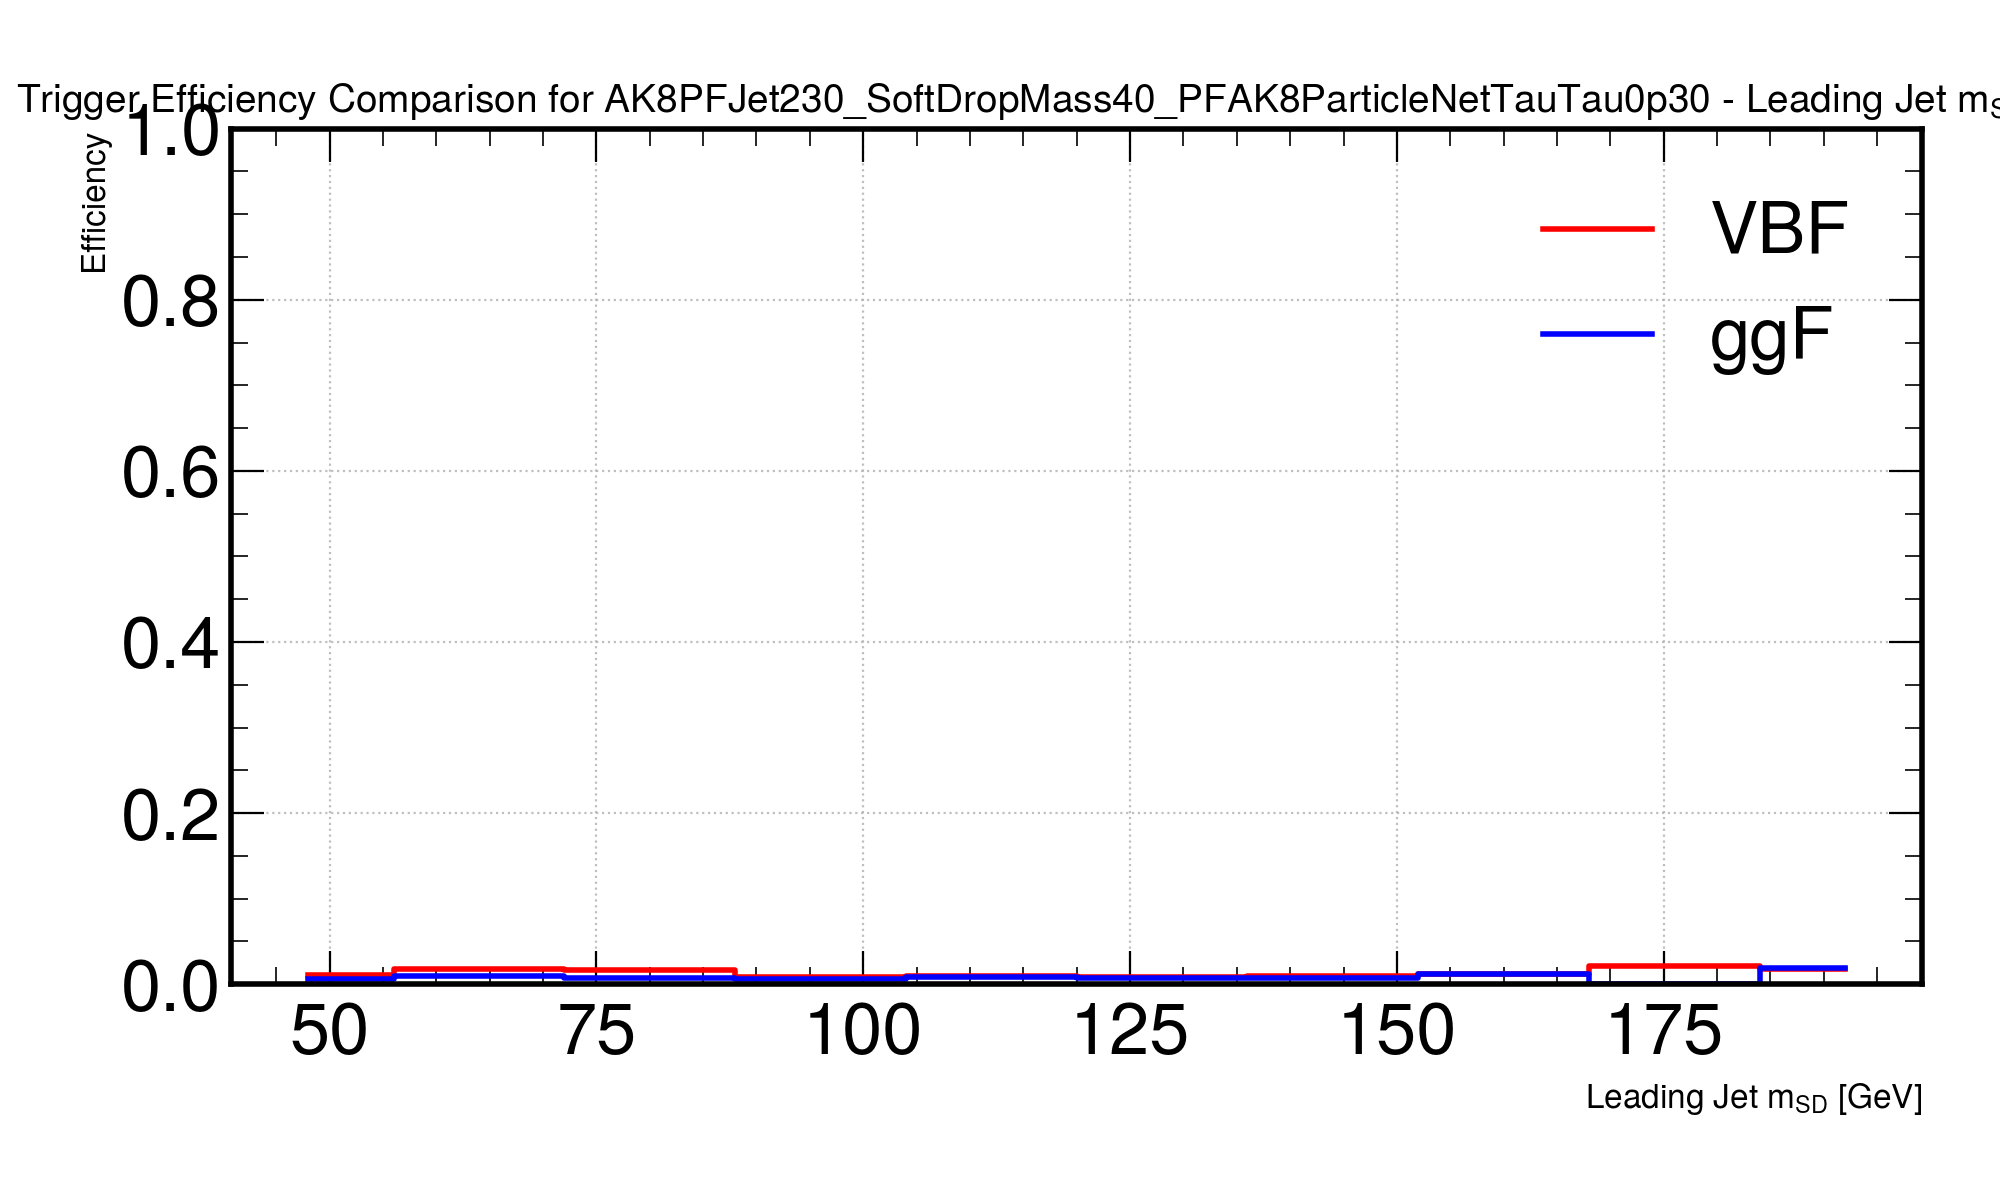 Trigger Efficiency Comparison for AK8PFJet230_SoftDropMass40_PFAK8ParticleNetTauTau0p30 - Leading Jet mS
Efficiency
1.0
0.8
0.6
0.4
0.2
0.0
VBF
ggF
50 75 100 125 150 175
Leading Jet mSD [GeV]